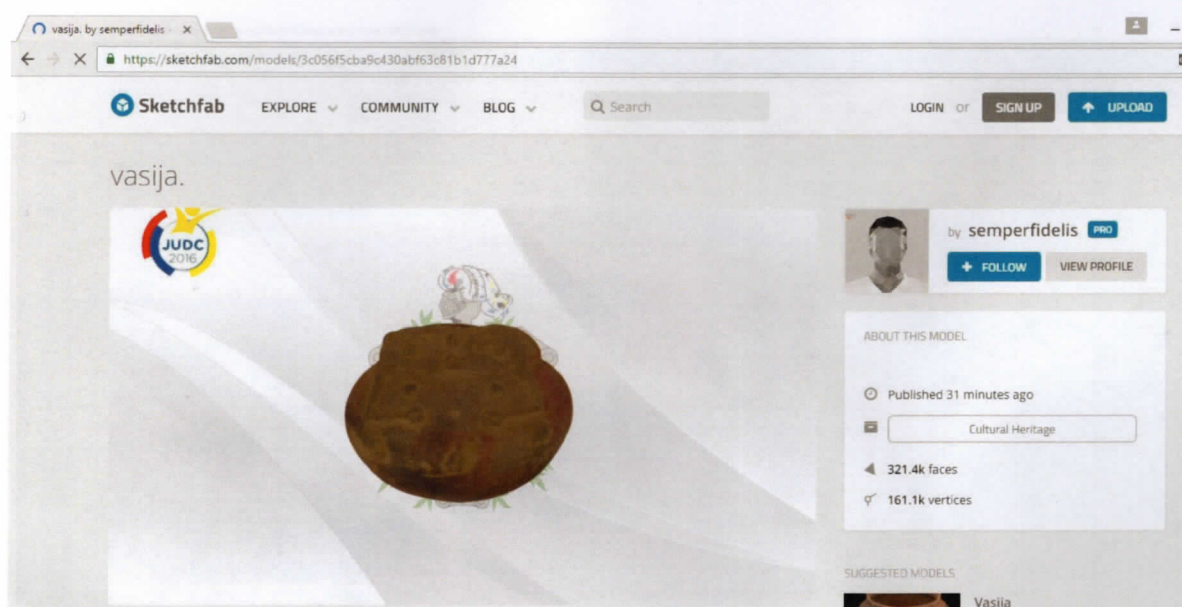 vasija. by semperfidelis
https://sketchfab.com/models/3c056f5cba9c430abf63c81b1d777a24
Sketchfab EXPLORE COMMUNITY BLOG Search LOGIN or SIGN UP UPLOAD
vasija.
JUDC
2016
by semperfidelis PRO
FOLLOW VIEW PROFILE
ABOUT THIS MODEL
Published 31 minutes ago
Cultural Heritage
321.4k faces
161.1k vertices
SUGGESTED MODELS
Vasija